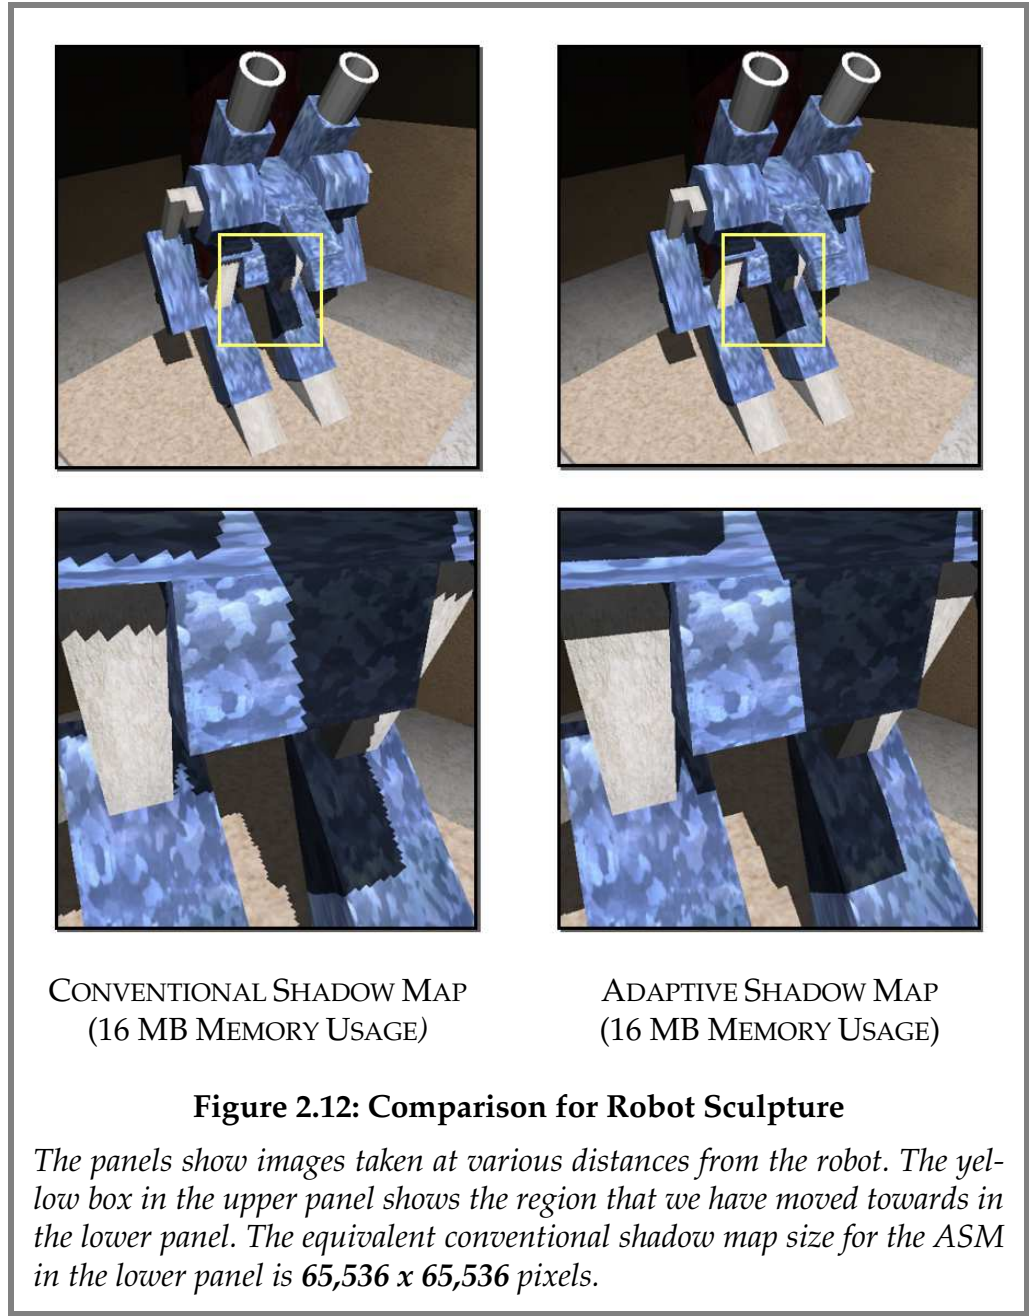 CONVENTIONAL SHADOW MAP
(16 MB MEMORY USAGE)
ADAPTIVE SHADOW MAP
(16 MB MEMORY USAGE)
Figure 2.12: Comparison for Robot Sculpture
The panels show images taken at various distances from the robot. The yel-
low box in the upper panel shows the region that we have moved towards in
the lower panel. The equivalent conventional shadow map size for the ASM
in the lower panel is 65,536 x 65,536 pixels.